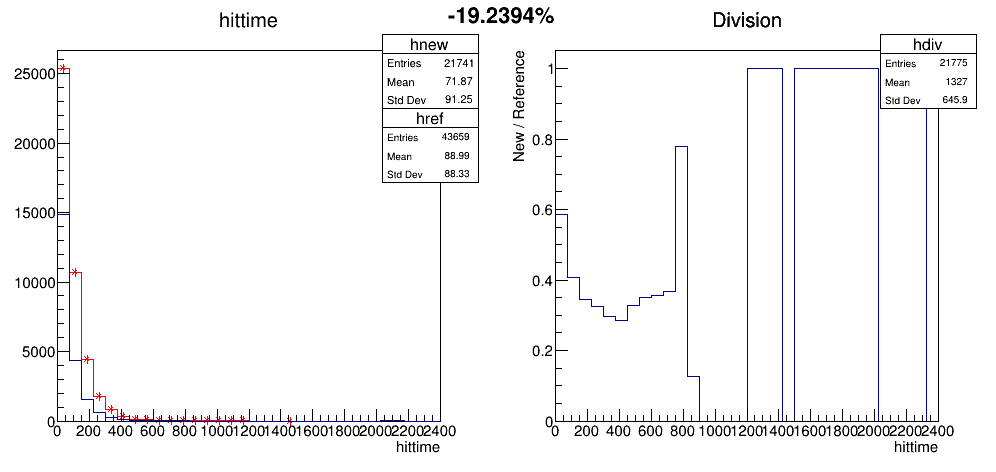 -19.2394%
hittime
hnew
Entries 21741
Mean 71.87
Std Dev 91.25
href
Entries 43659
Mean 88.99
Std Dev 88.33
25000
20000
15000
10000
5000
0
0 200 400 600 800 1000 1200 1400 1600 1800 2000 2200 2400
hittime
Division
hdiv
Entries 21775
Mean 1327
Std Dev 645.9
New / Reference
1
0.8
0.6
0.4
0.2
0
0 200 400 600 800 1000 1200 1400 1600 1800 2000 2200 2400
hittime